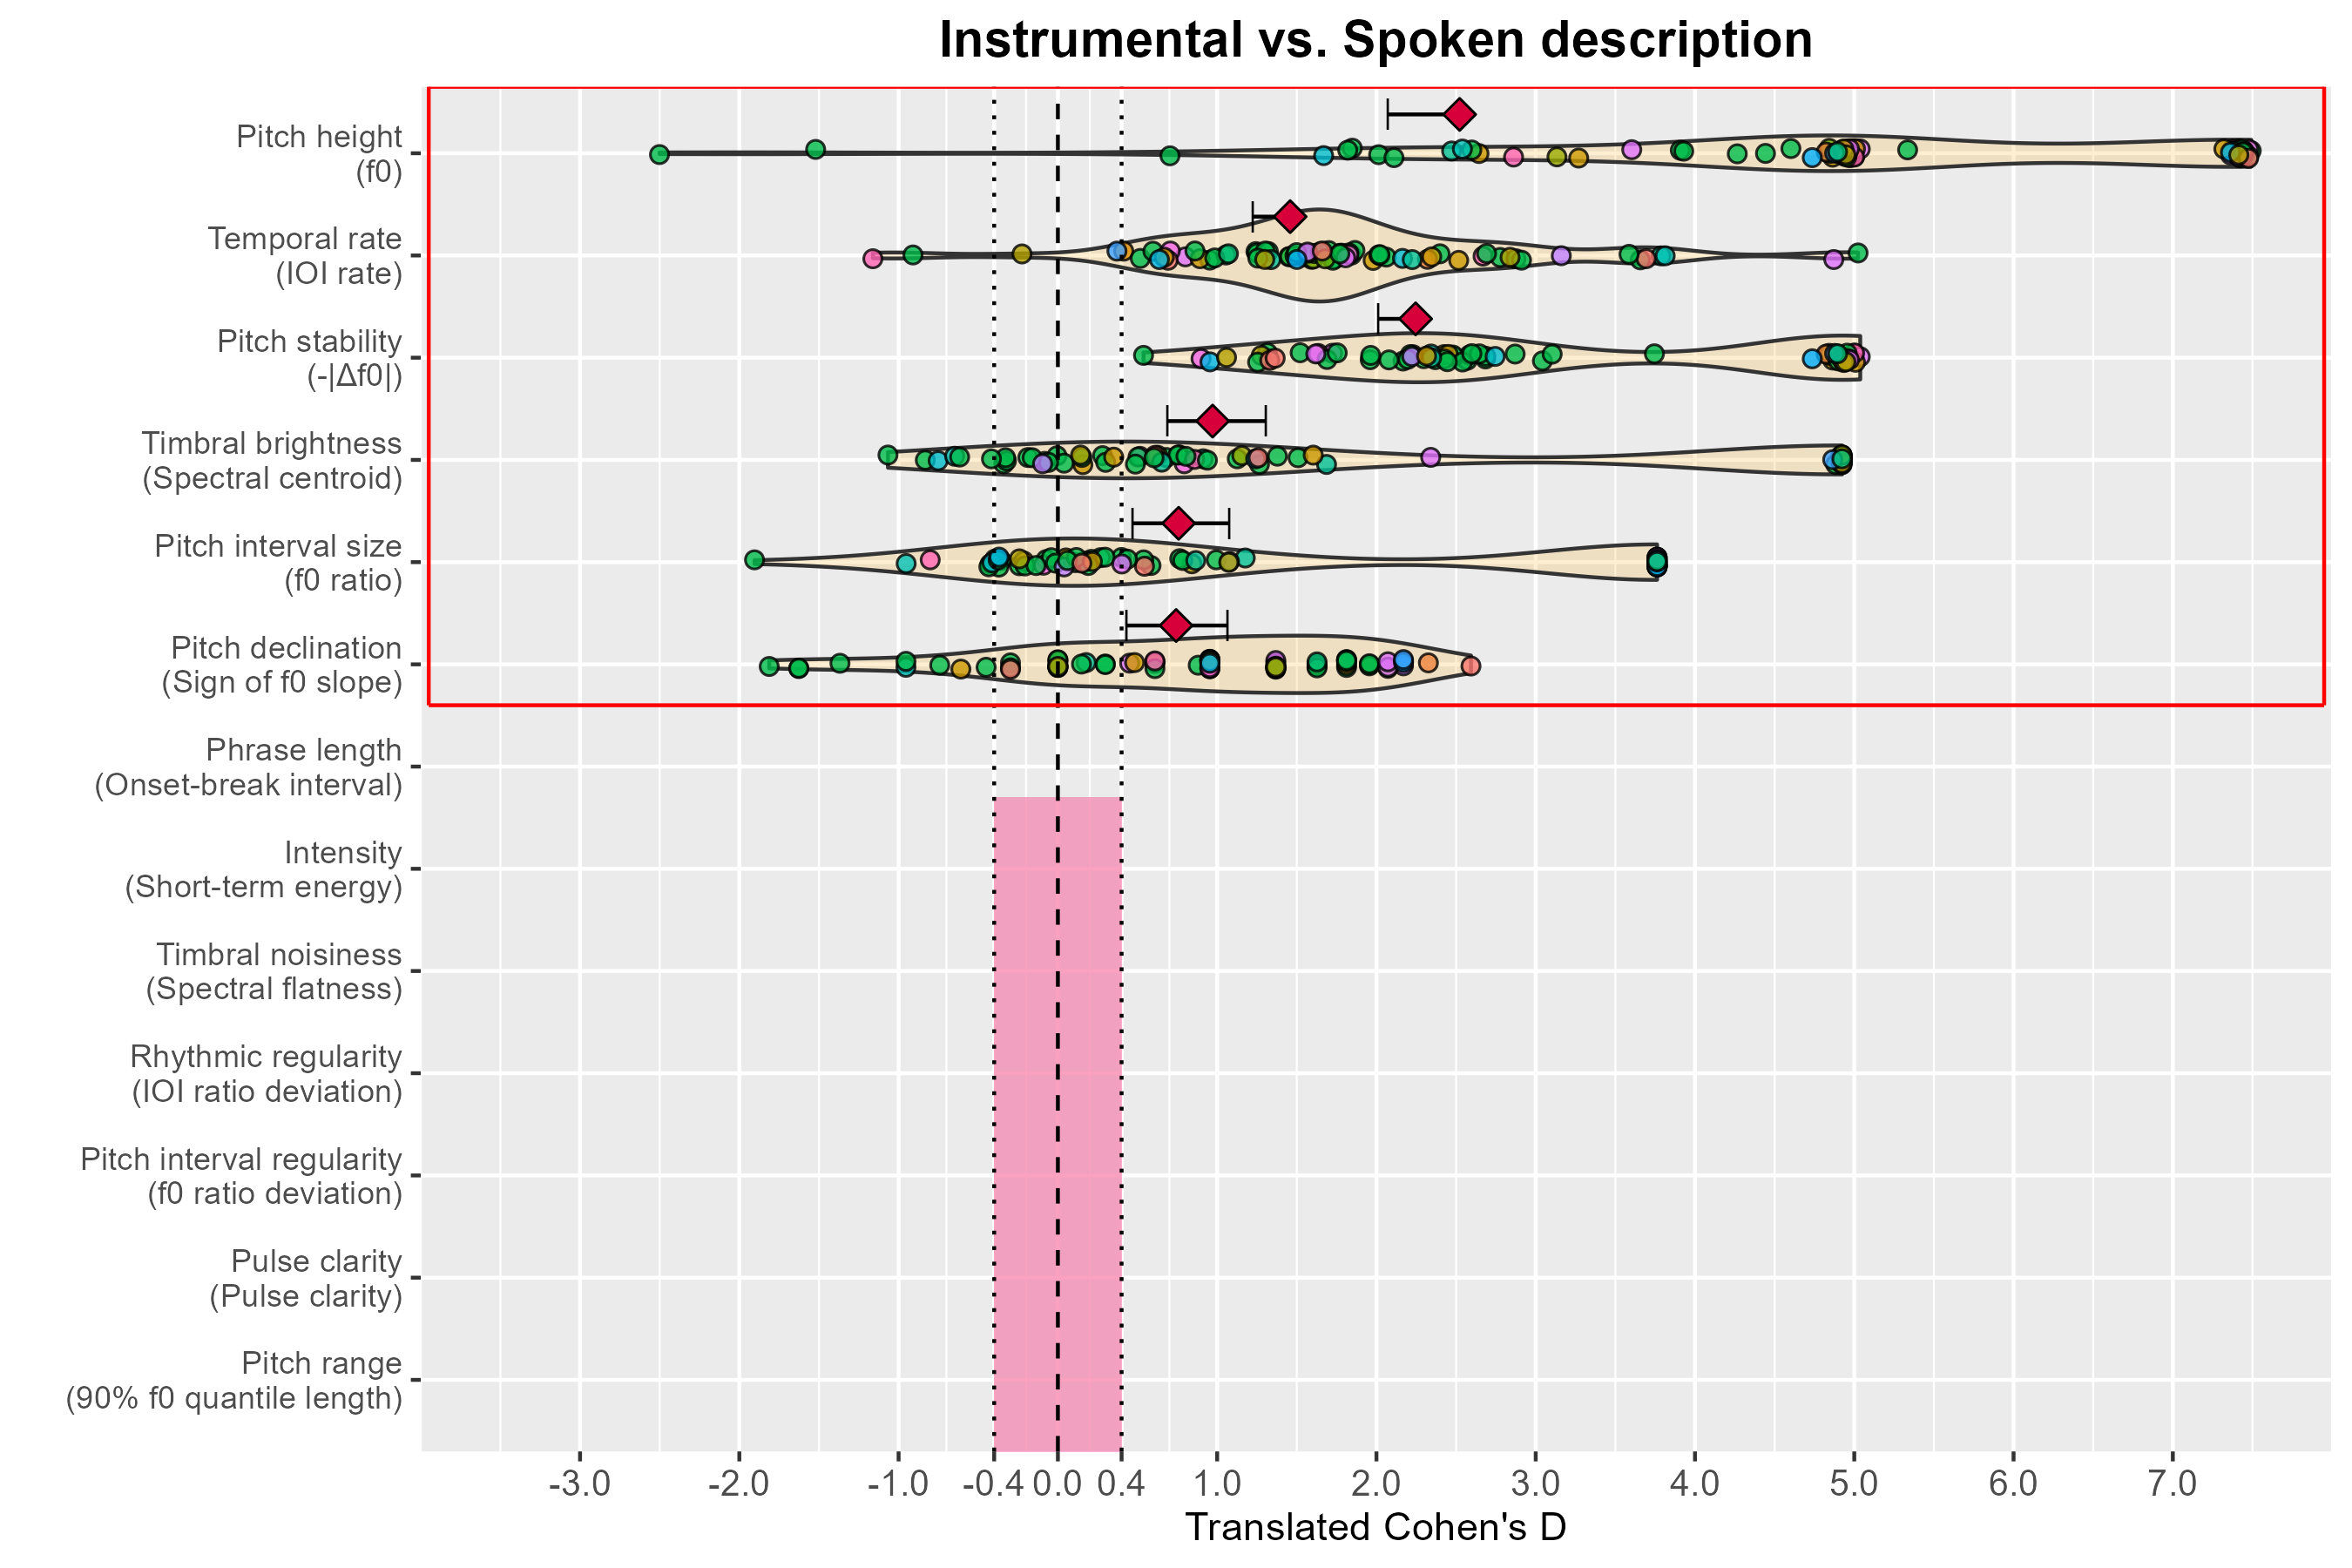 Instrumental vs. Spoken description
Pitch height
(f0)
Temporal rate
(IOI rate)
Pitch stability
(-|Δf0|)
Timbral brightness
(Spectral centroid)
Pitch interval size
(f0 ratio)
Pitch declination
(Sign of f0 slope)
Phrase length
(Onset-break interval)
Intensity
(Short-term energy)
Timbral noisiness
(Spectral flatness)
Rhythmic regularity
(IOI ratio deviation)
Pitch interval regularity
(f0 ratio deviation)
Pulse clarity
(Pulse clarity)
Pitch range
(90% f0 quantile length)
-3.0 -2.0 -1.0 -0.4 0.0 0.4 1.0 2.0 3.0 4.0 5.0 6.0 7.0
Translated Cohen's D